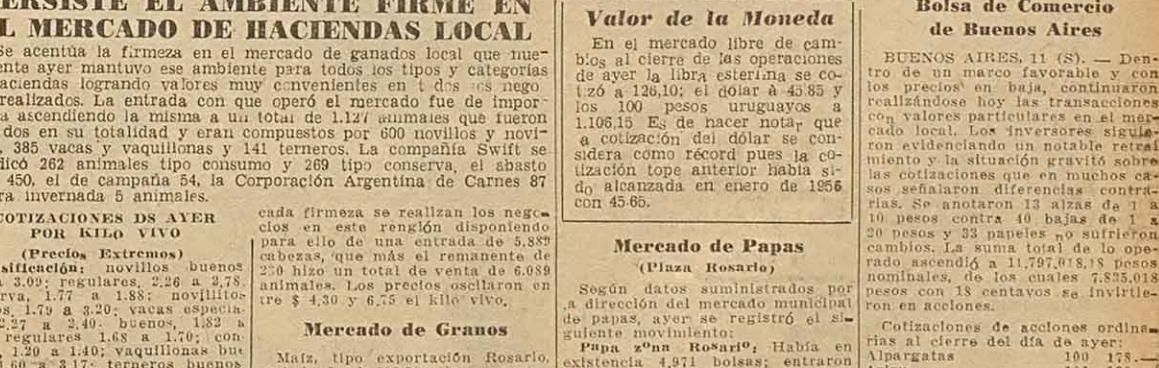 ERSISTE EL AMBIENTE FIRME EN
L MERCADO DE HACIENDAS LOCAL
Se acentúa la firmeza en el mercado de ganados local que nue-
ente ayer mantuvo ese ambiente para todos los tipos y categorías
aciendas logrando valores muy convenientes en t dos nego
realizados. La entrada con que operó el mercado fue de impor-
a ascendiendo la misma a un total de 1.127 animales que fueron
dos en su totalidad y eran compuestos por 600 novillos y novi-
, 385 vacas y vaquillonas y 141 terneros. La compañía Swift se
dicó 262 animales tipo consumo y 269 tipo conserva, el abasto
450, el de campaña 54, la Corporación Argentina de Carnes 87
ra invernada 5 animales.
COTIZACIONES DS AYER
POR KILO VIVO
(Precios Extremos)
sificación: novillos buenos
a 3.09; regulares, 2.26 a 2,78.
rva, 1.77 a 1.88; novillitos
os, 1.79 a 3.20; vacas especia-
2.27 a 2,40. buenos, 1,82 a
regulares 1.68 a 1.70; con-
, 1.20 a 1.40; vaquillonas bue
1.60 a 3.17; terneros buenos
cada firmeza se realizan los nego-
cios en este renglón disponiendo
para ello de una entrada de 5.889
cabezas, que más el remanente de
200 hizo un total de venta de 6.089
animales. Los precios oscilaron en
tre $ 4,30 y 6,75 el kilo vivo.
Mercado de Granos
Maíz, tipo exportación Rosario,
Valor de la Moneda
En el mercado libre de cam-
bios al cierre de las operaciones
de ayer la libra esterlina se co-
tizó a 126,10; el dólar a 45.85 y
los 100 pesos uruguayos a
1.106,15 Es de hacer notar que
a cotización del dólar se con-
sidera como récord pues la co-
tización tope anterior había si-
do alcanzada en enero de 1956
con 45.65.
Mercado de Papas
(Plaza Rosario)
Según datos suministrados por
a dirección del mercado municipal
de papas, ayer se registró el si-
guiente movimiento:
Papa zona Rosario: Había en
existencia 4,971 bolsas; entraron
Bolsa de Comercio
de Buenos Aires
BUENOS AIRES, 11 (S). — Den-
tro de un marco favorable y con
los precios en baja, continuaron
realizándose hoy las transacciones
con valores particulares en el mer-
cado local. Los inversores siguie-
ron evidenciando un notable retrai
miento y la situación gravitó sobre
las cotizaciones que en muchos ca-
sos señalaron diferencias contra-
rias. Se anotaron 13 alzas de 1 a
10 pesos contra 40 bajas de 1 a
20 pesos y 33 papeles no sufrieron
cambios. La suma total de lo ope-
rado ascendió a 11,797,018,18 pesos
nominales, de los cuales 7.835.018
pesos con 18 centavos se invirtie-
ron en acciones.
Cotizaciones de acciones ordina-
rias al cierre del día de ayer:
Alpargatas 100 178.—